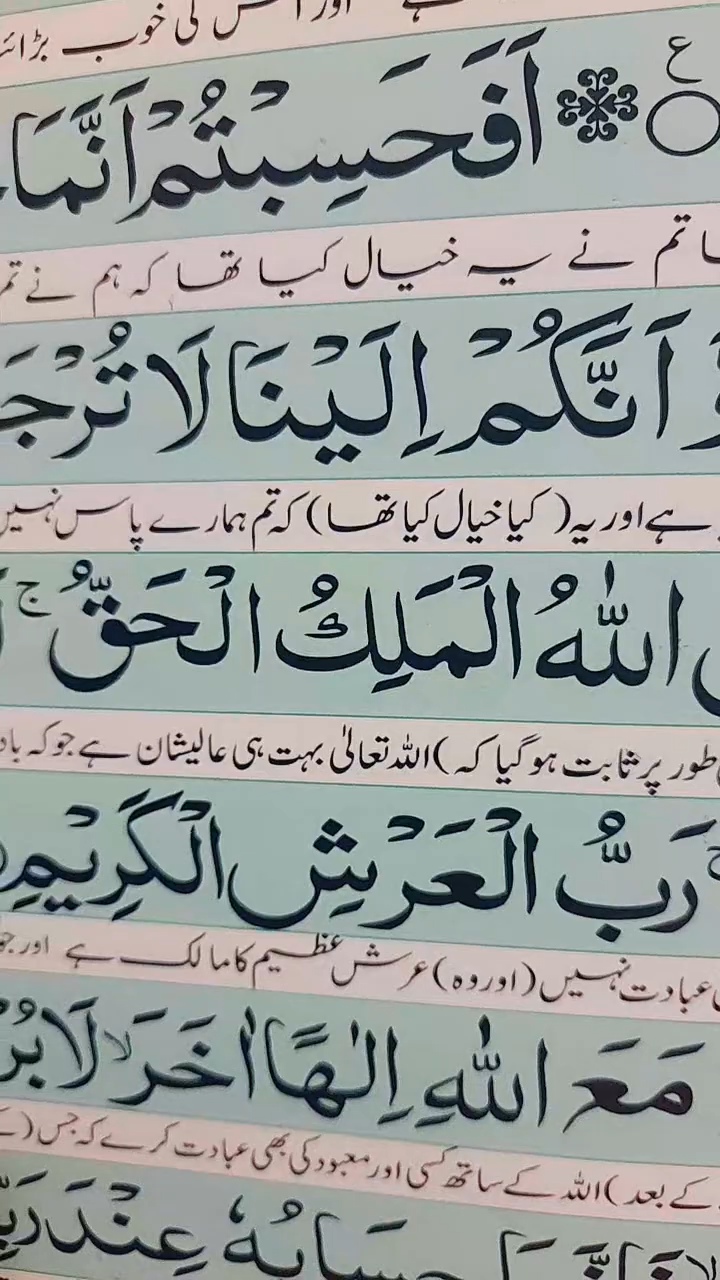 کی خوب بڑائ
ع اَفَحَسِبْتُمْ اَنَّمَا
تم نے یہ خیال کیا تھا کہ ہم نے تم
اَنَّكُمْ اِلَيْنَا لَا تُرْجَ
ہے اور یہ ( کیا خیال کیا تھا ) کہ تم ہمارے پاس نہیں
اللّٰهُ الْمَلِكُ الْحَقُّ ۚ
طور پر ثابت ہو گیا کہ ) اللہ تعالیٰ بہت ہی عالیشان ہے جو کہ باد
رَبُّ الْعَرْشِ الْكَرِيْمِ
عبادت نہیں ( اور وہ ) عرش عظیم کا مالک ہے اور جو
مَعَ اللّٰهِ اِلٰهًا اٰخَرَ ۙ لَا بُرْ
کے بعد ) اللہ کے ساتھ کسی اور معبود کی بھی عبادت کرے کہ جس (
حِسَابُهٗ عِنْدَ رَبِّ